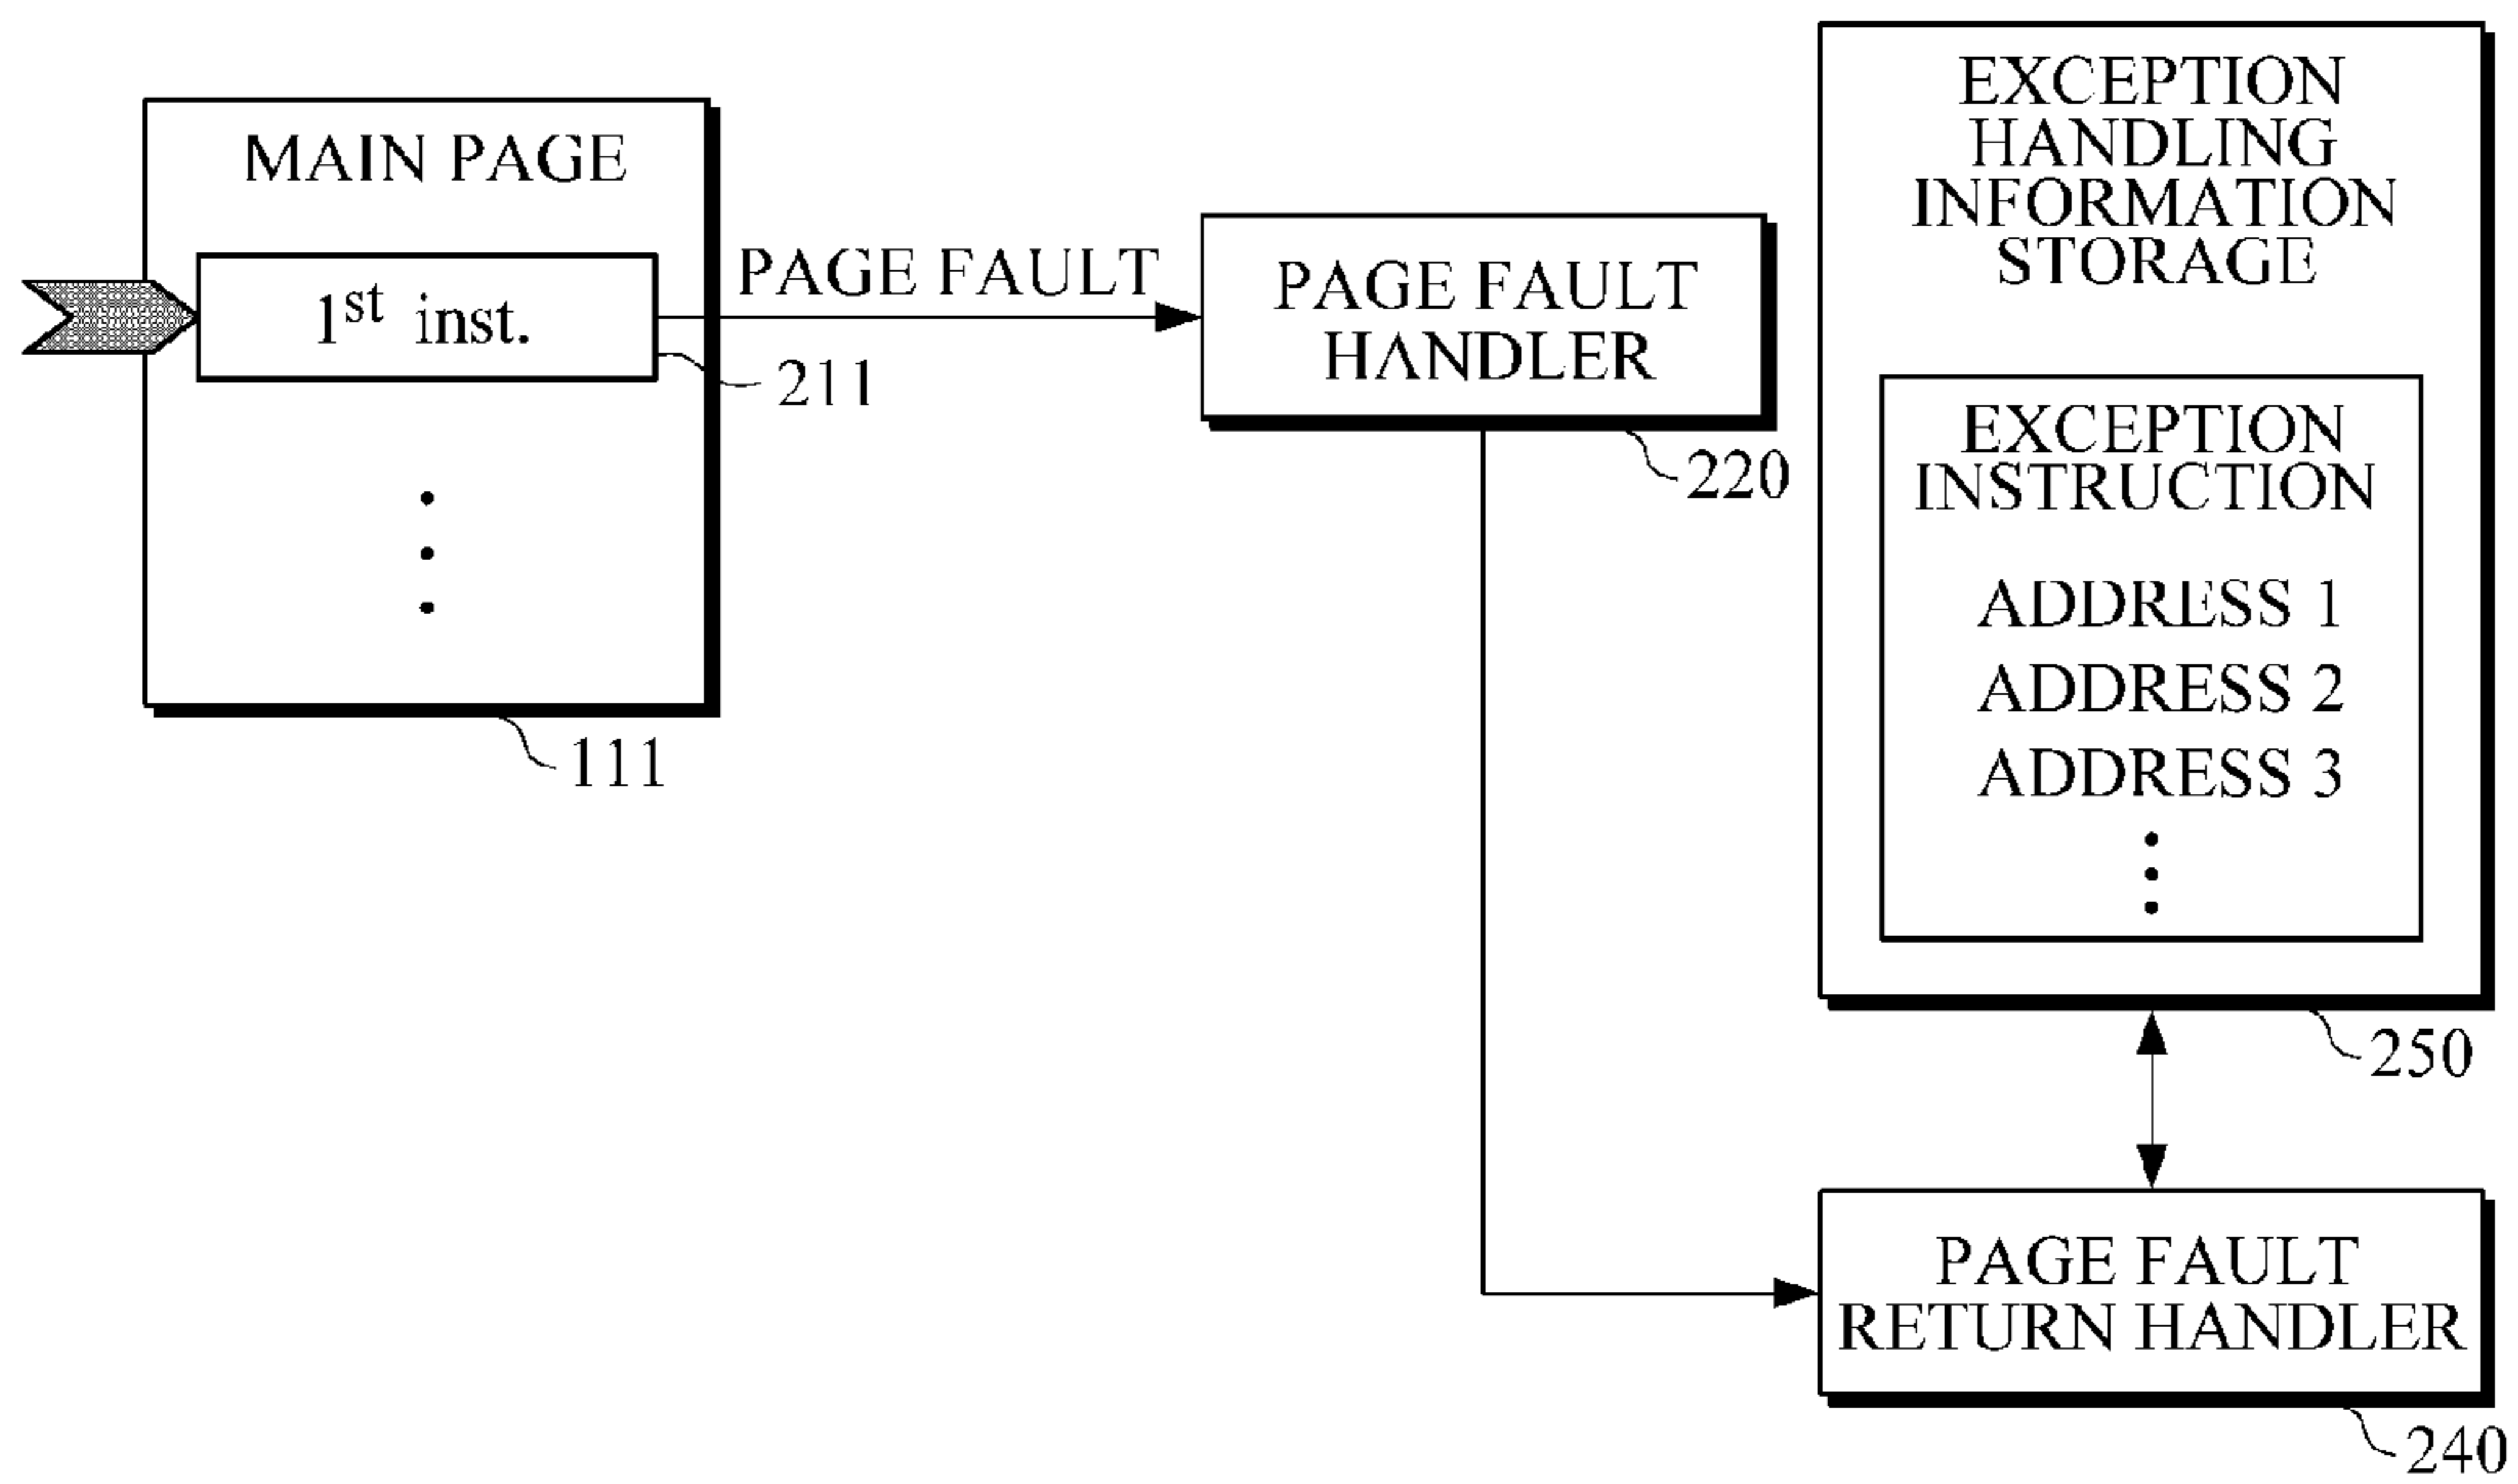 MAIN PAGE
1st inst.
211
111
PAGE FAULT
PAGE FAULT
HANDLER
220
EXCEPTION
HANDLING
INFORMATION
STORAGE
EXCEPTION
INSTRUCTION
ADDRESS 1
ADDRESS 2
ADDRESS 3
250
PAGE FAULT
RETURN HANDLER
240